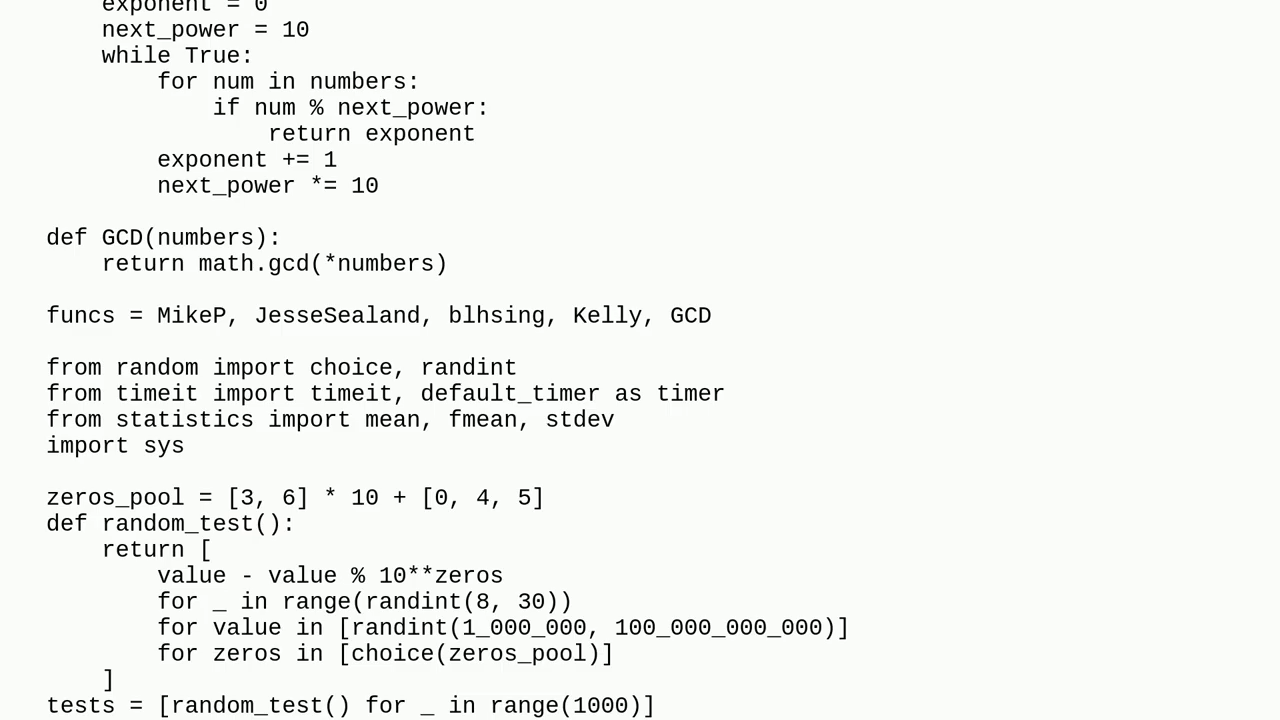 exponent = 0
    next_power = 10
    while True:
        for num in numbers:
            if num % next_power:
                return exponent
        exponent += 1
        next_power *= 10

def GCD(numbers):
    return math.gcd(*numbers)

funcs = MikeP, JesseSealand, blhsing, Kelly, GCD

from random import choice, randint
from timeit import timeit, default_timer as timer
from statistics import mean, fmean, stdev
import sys

zeros_pool = [3, 6] * 10 + [0, 4, 5]
def random_test():
    return [
        value - value % 10**zeros
        for _ in range(randint(8, 30))
        for value in [randint(1_000_000, 100_000_000_000)]
        for zeros in [choice(zeros_pool)]
    ]
tests = [random_test() for _ in range(1000)]